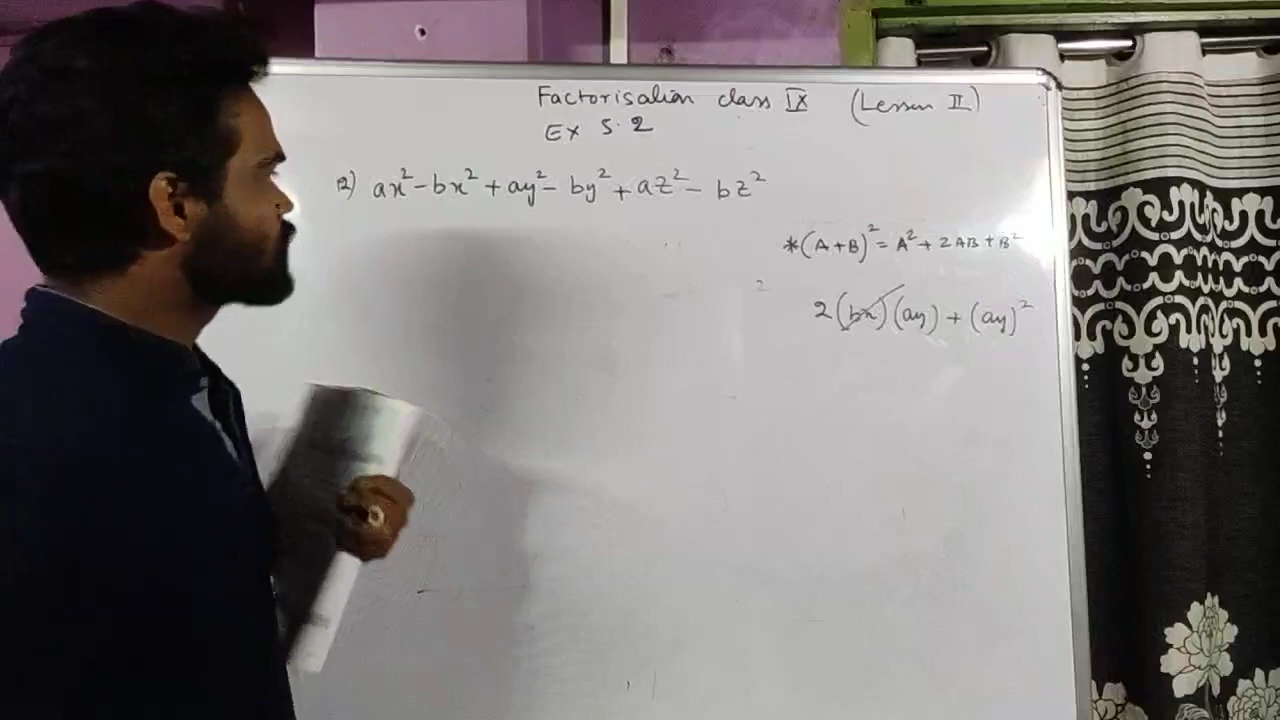 Factorisation class IX (Lesson II)
EX 5.2
12) ax² - bx² + ay² - by² + az² - bz²
*(A+B)² = A² + 2AB + B²
2(bx)(ay) + (ay)²